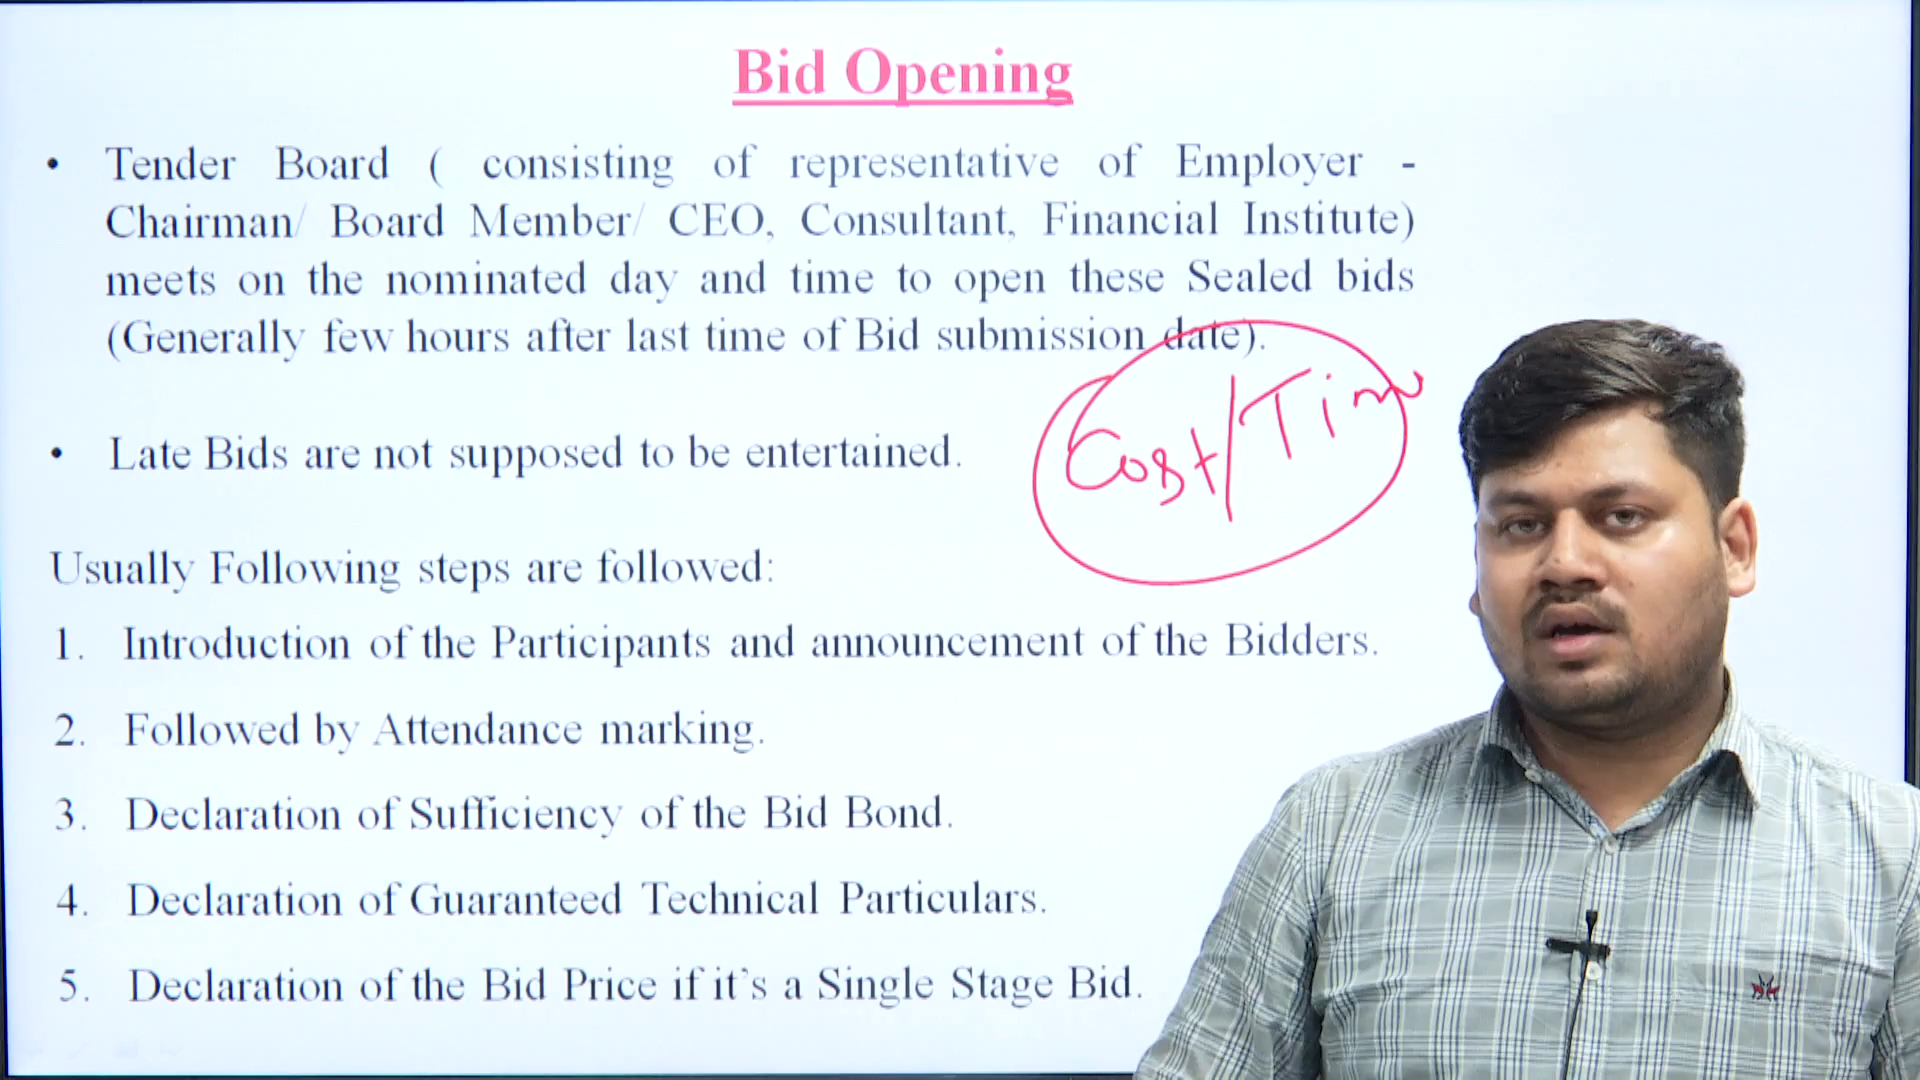 Bid Opening
• Tender Board ( consisting of representative of Employer -
Chairman/ Board Member/ CEO, Consultant, Financial Institute)
meets on the nominated day and time to open these Sealed bids
(Generally few hours after last time of Bid submission date).
• Late Bids are not supposed to be entertained.
Cost/Time
Usually Following steps are followed:
1. Introduction of the Participants and announcement of the Bidders.
2. Followed by Attendance marking.
3. Declaration of Sufficiency of the Bid Bond.
4. Declaration of Guaranteed Technical Particulars.
5. Declaration of the Bid Price if it's a Single Stage Bid.